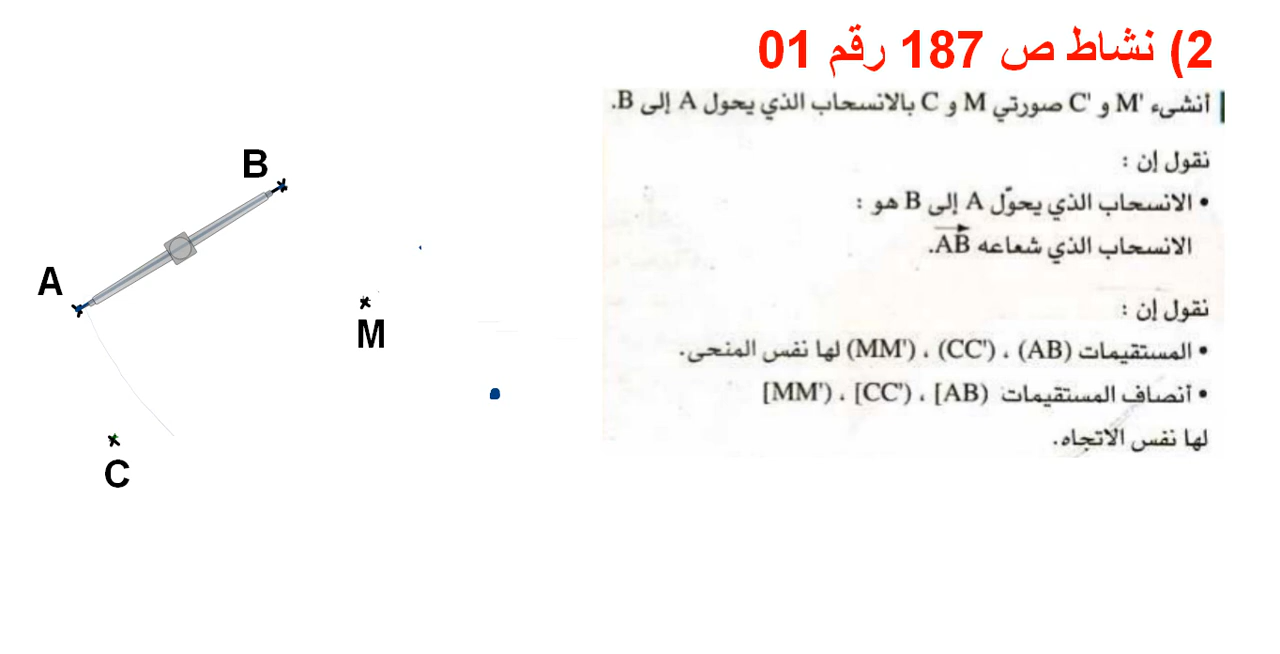 2) نشاط ص 187 رقم 01
أنشىء 'M و 'C صورتي M و C بالانسحاب الذي يحول A إلى B.
نقول إن :
• الانسحاب الذي يحوّل A إلى B هو :
الانسحاب الذي شعاعه AB.
نقول إن :
• المستقيمات (AB) ، (CC') ، (MM') لها نفس المنحى.
• أنصاف المستقيمات [AB) ، [CC') ، [MM')
لها نفس الاتجاه.
B
A
M
C